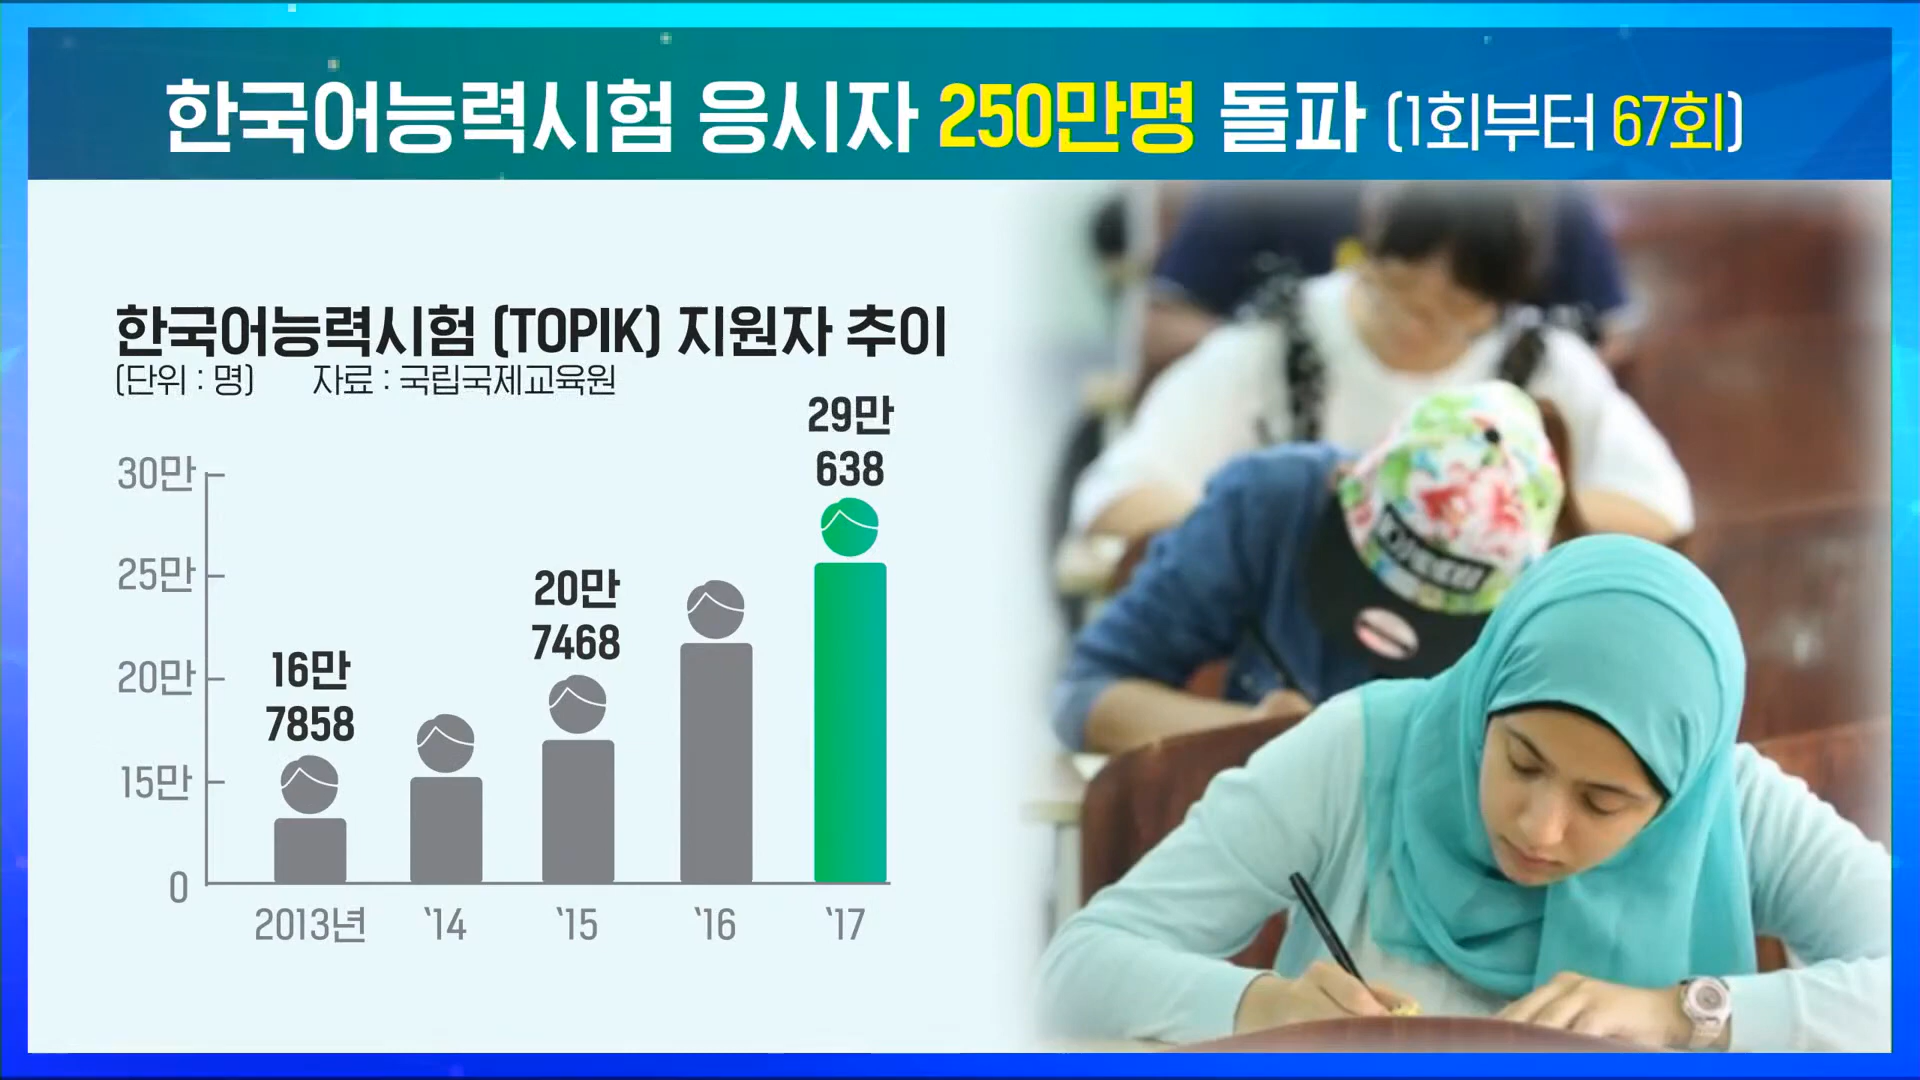 한국어능력시험 응시자 250만명 돌파 (1회부터 67회)
한국어능력시험 (TOPIK) 지원자 추이
(단위 : 명) 자료 : 국립국제교육원
30만
25만
20만
15만
0
16만
7858
20만
7468
29만
638
2013년 ‘14 ‘15 ‘16 ‘17